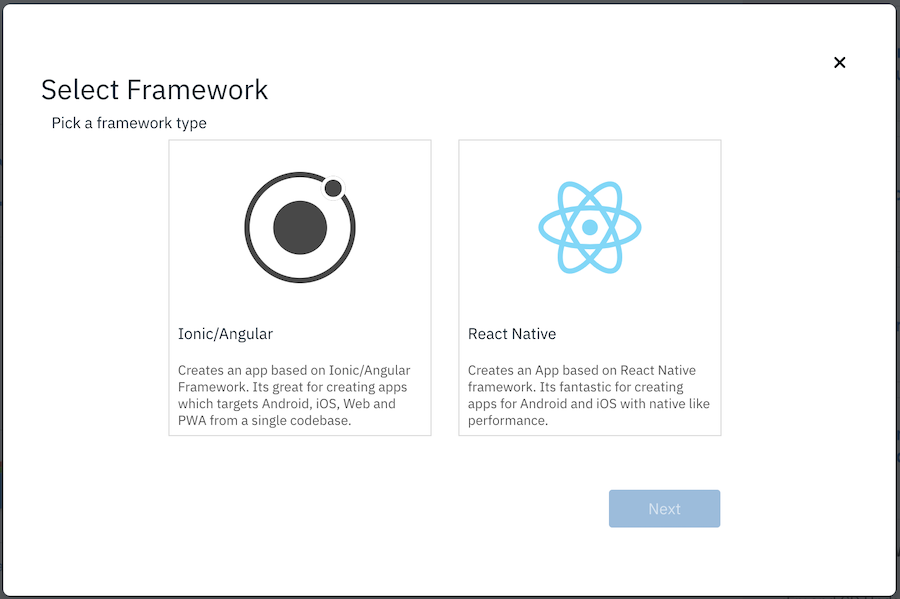 Select Framework
Pick a framework type
Ionic/Angular
Creates an app based on Ionic/Angular
Framework. Its great for creating apps
which targets Android, iOS, Web and
PWA from a single codebase.
React Native
Creates an App based on React Native
framework. Its fantastic for creating
apps for Android and iOS with native like
performance.
Next